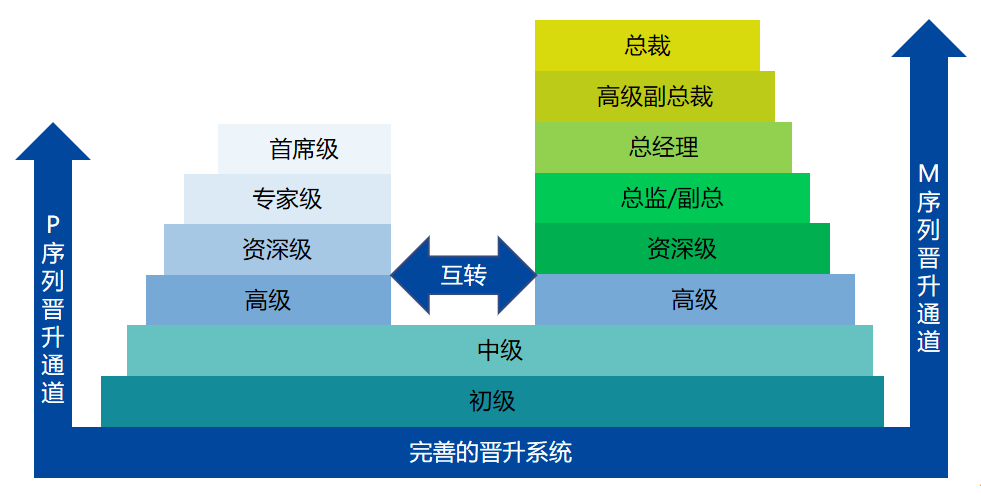 总裁
高级副总裁
总经理
总监/副总
资深级
高级
首席级
专家级
资深级
高级
互转
中级
初级
完善的晋升系统
P序列晋升通道
M序列晋升通道